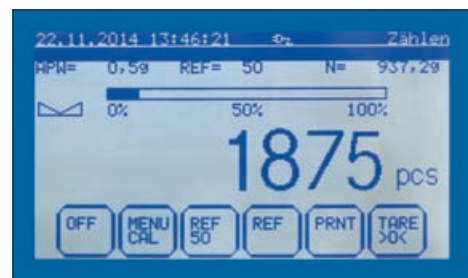 22.11.2014 13:46:21 Zählen
APW= 0,5g REF= 50 N= 937,2g
0% 50% 100%
1875 pcs
OFF MENU CAL REF 50 REF PRNT TARE >0<